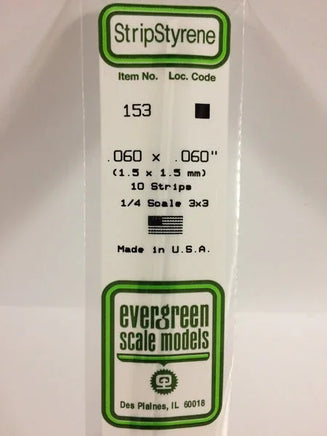 StripStyrene
Item No. Loc. Code
153
.060 x .060"
(1.5 x 1.5 mm)
10 Strips
1/4 Scale 3x3
Made in U.S.A.
evergreen
scale models
Des Plaines, IL 60018